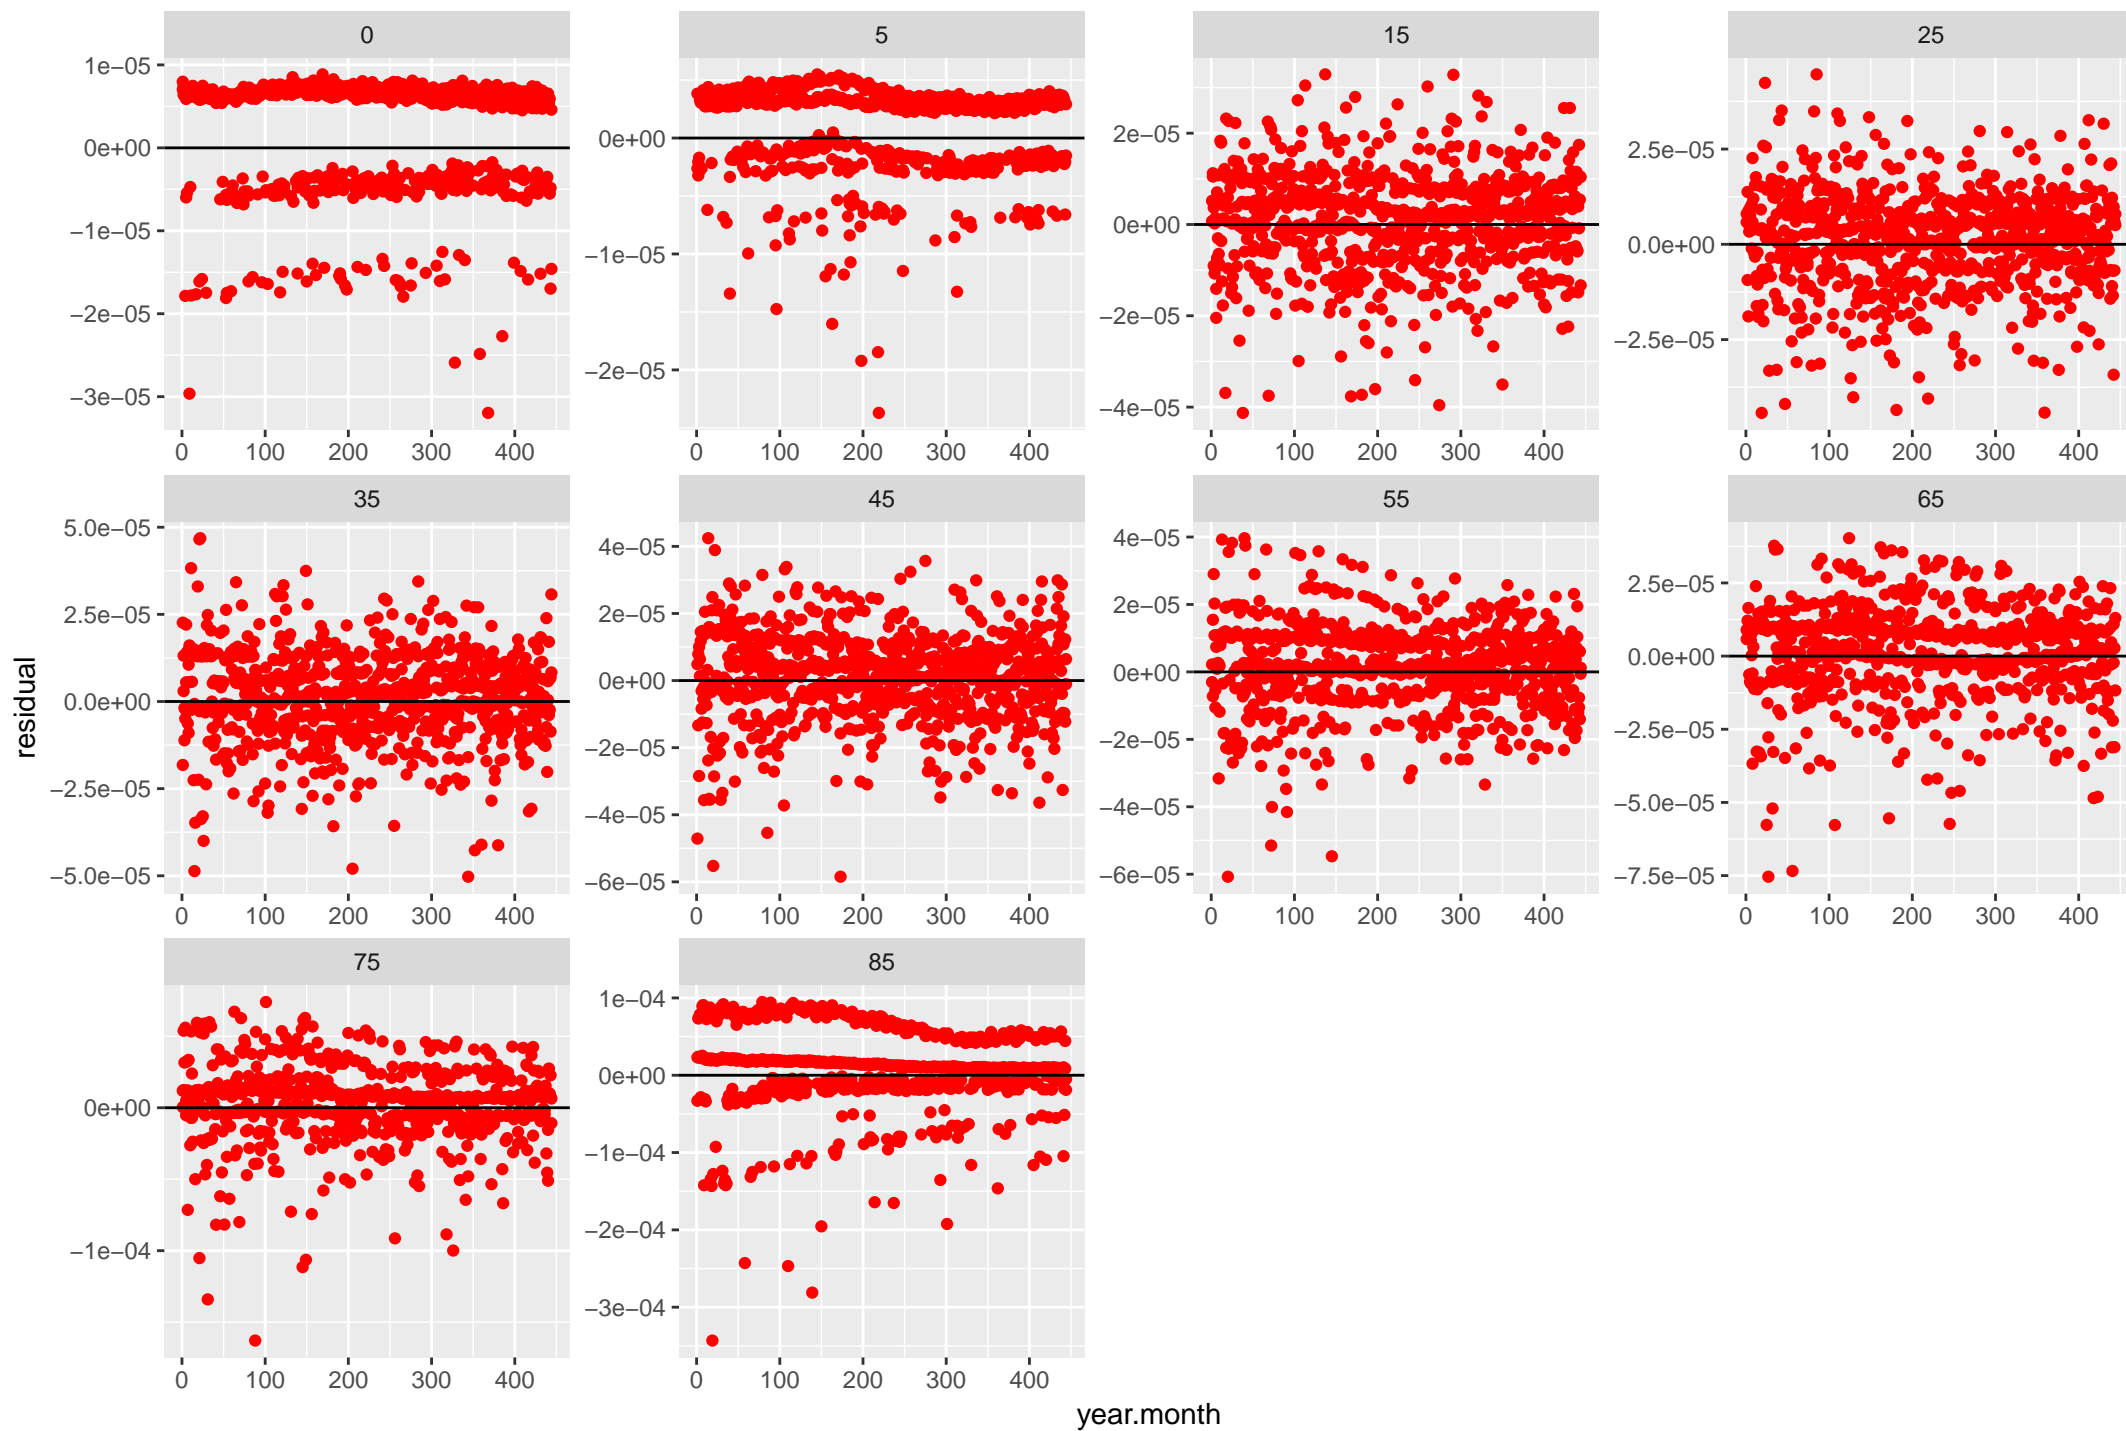 0 5 15 25
1e−05
0e+00
−1e−05
−2e−05
−3e−05
0e+00
−1e−05
−2e−05
2e−05
0e+00
−2e−05
−4e−05
2.5e−05
0.0e+00
−2.5e−05
0 100 200 300 400 0 100 200 300 400 0 100 200 300 400 0 100 200 300 400
35 45 55 65
5.0e−05
2.5e−05
0.0e+00
−2.5e−05
−5.0e−05
4e−05
2e−05
0e+00
−2e−05
−4e−05
−6e−05
4e−05
2e−05
0e+00
−2e−05
−4e−05
−6e−05
2.5e−05
0.0e+00
−2.5e−05
−5.0e−05
−7.5e−05
0 100 200 300 400 0 100 200 300 400 0 100 200 300 400 0 100 200 300 400
75 85
0e+00
−1e−04
1e−04
0e+00
−1e−04
−2e−04
−3e−04
0 100 200 300 400 0 100 200 300 400
residual
year.month